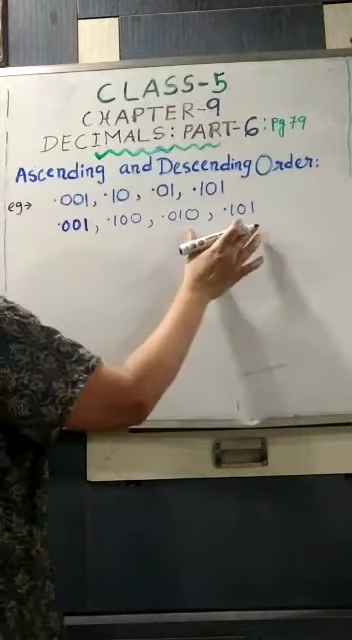 CLASS-5
CHAPTER-9
DECIMALS: PART-6: Pg 79
Ascending and Descending Order:
eg→ .001, .10, .01, .101
.001, .100, .010, .101